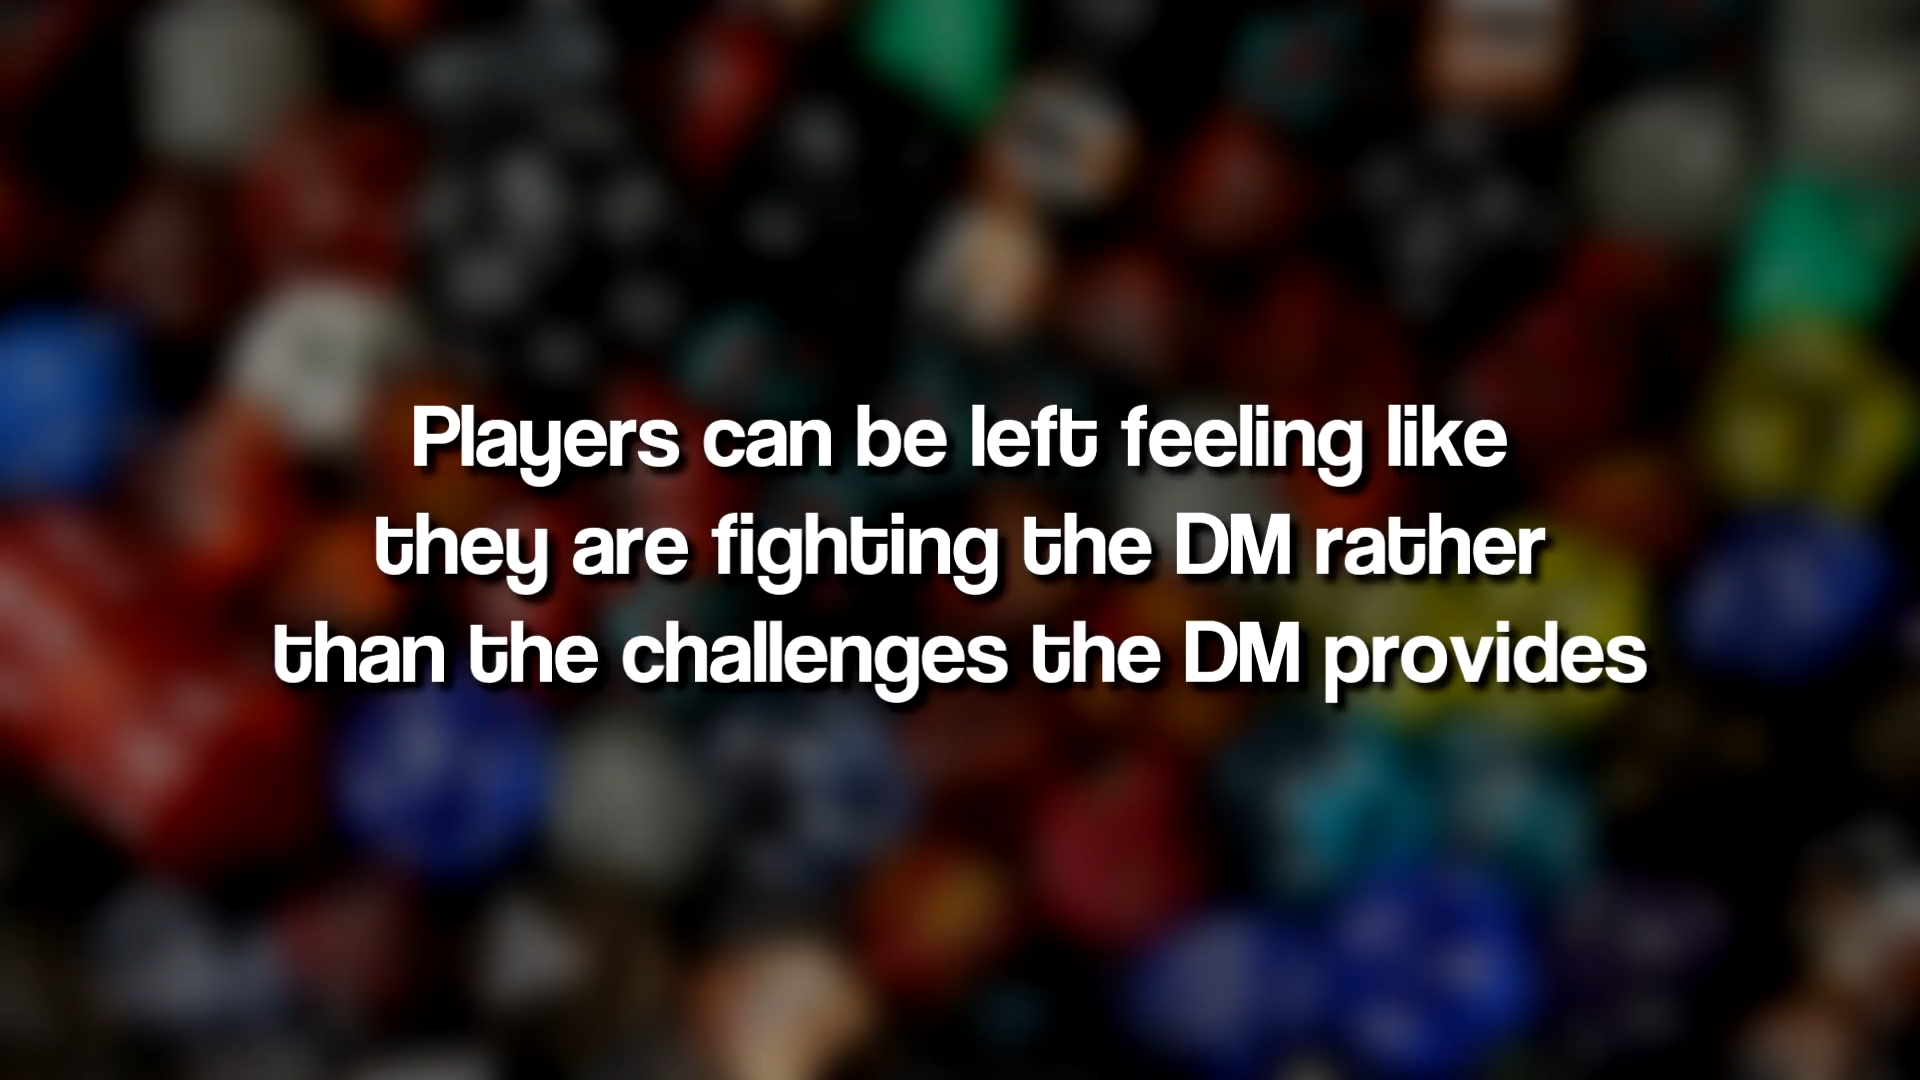 Players can be left feeling like
they are fighting the DM rather
than the challenges the DM provides